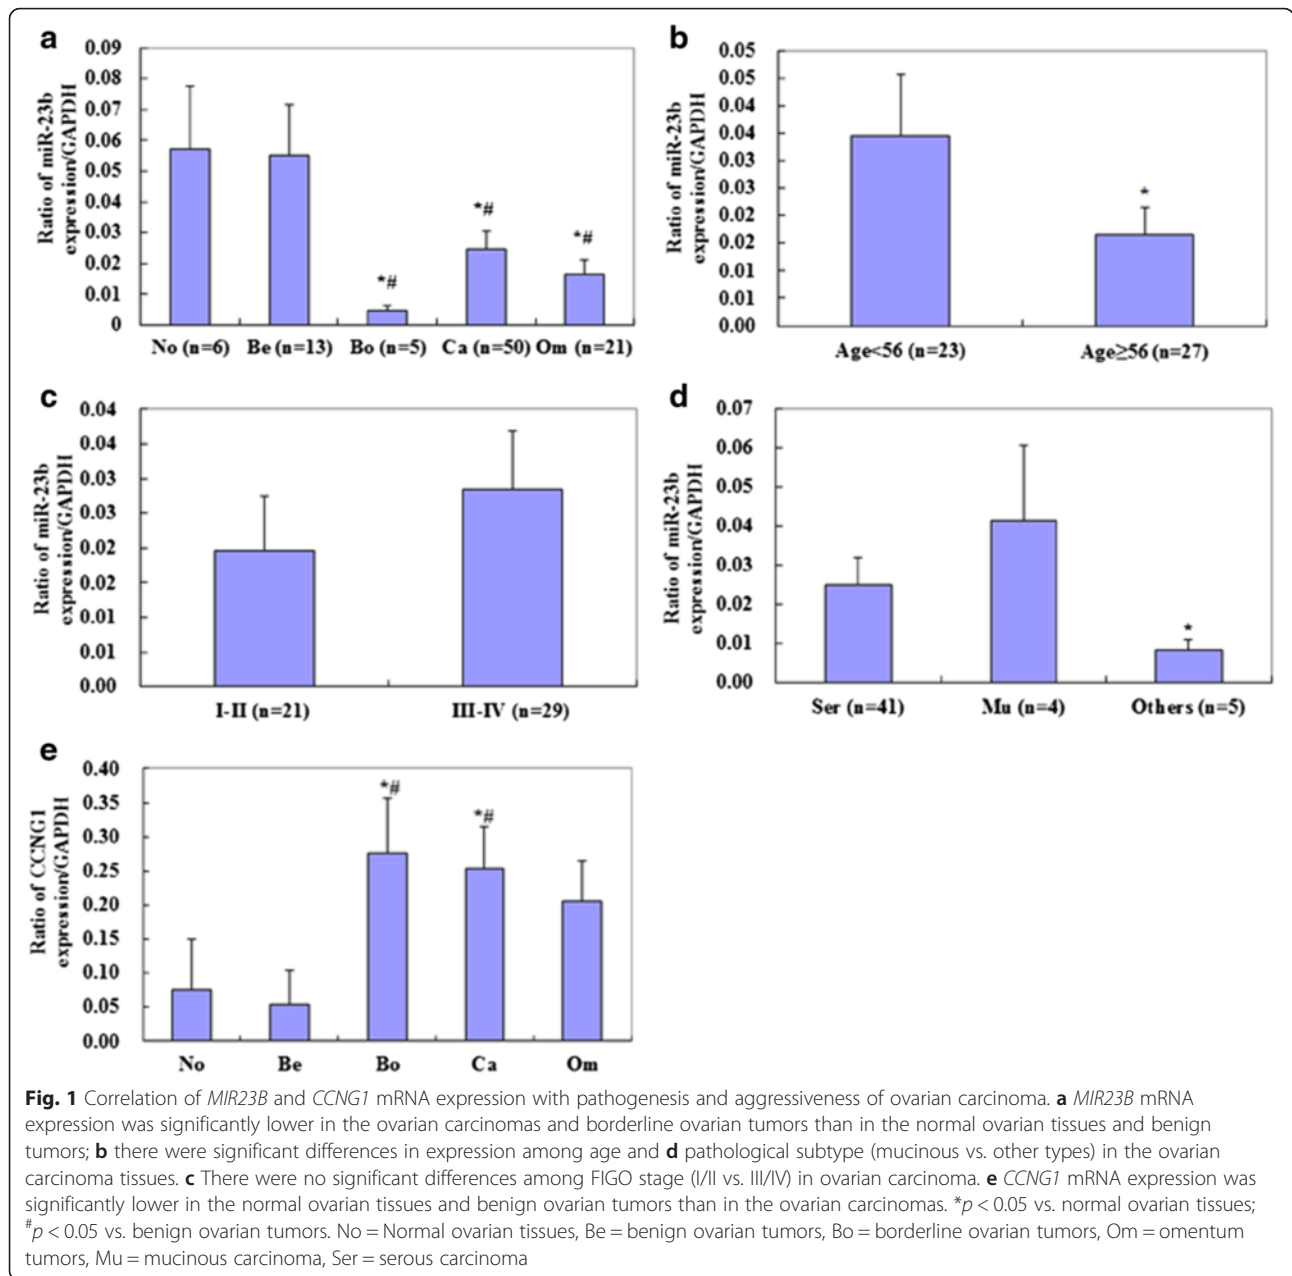 a
Ratio of miR-23b
expression/GAPDH
0.09
0.08
0.07
0.06
0.05
0.04
0.03
0.02
0.01
0
*#
*#
*#
No (n=6) Be (n=13) Bo (n=5) Ca (n=50) Om (n=21)
b
Ratio of miR-23b
expression/GAPDH
0.05
0.05
0.04
0.04
0.03
0.03
0.02
0.02
0.01
0.01
0.00
*
Age<56 (n=23) Age≥56 (n=27)
c
Ratio of miR-23b
expression/GAPDH
0.04
0.04
0.03
0.03
0.02
0.02
0.01
0.01
0.00
I-II (n=21) III-IV (n=29)
d
Ratio of miR-23b
expression/GAPDH
0.07
0.06
0.05
0.04
0.03
0.02
0.01
0.00
*
Ser (n=41) Mu (n=4) Others (n=5)
e
Ratio of CCNG1
expression/GAPDH
0.40
0.35
0.30
0.25
0.20
0.15
0.10
0.05
0.00
*#
*#
No Be Bo Ca Om
Fig. 1 Correlation of MIR23B and CCNG1 mRNA expression with pathogenesis and aggressiveness of ovarian carcinoma. a MIR23B mRNA
expression was significantly lower in the ovarian carcinomas and borderline ovarian tumors than in the normal ovarian tissues and benign
tumors; b there were significant differences in expression among age and d pathological subtype (mucinous vs. other types) in the ovarian
carcinoma tissues. c There were no significant differences among FIGO stage (I/II vs. III/IV) in ovarian carcinoma. e CCNG1 mRNA expression was
significantly lower in the normal ovarian tissues and benign ovarian tumors than in the ovarian carcinomas. *p < 0.05 vs. normal ovarian tissues;
#p < 0.05 vs. benign ovarian tumors. No = Normal ovarian tissues, Be = benign ovarian tumors, Bo = borderline ovarian tumors, Om = omentum
tumors, Mu = mucinous carcinoma, Ser = serous carcinoma